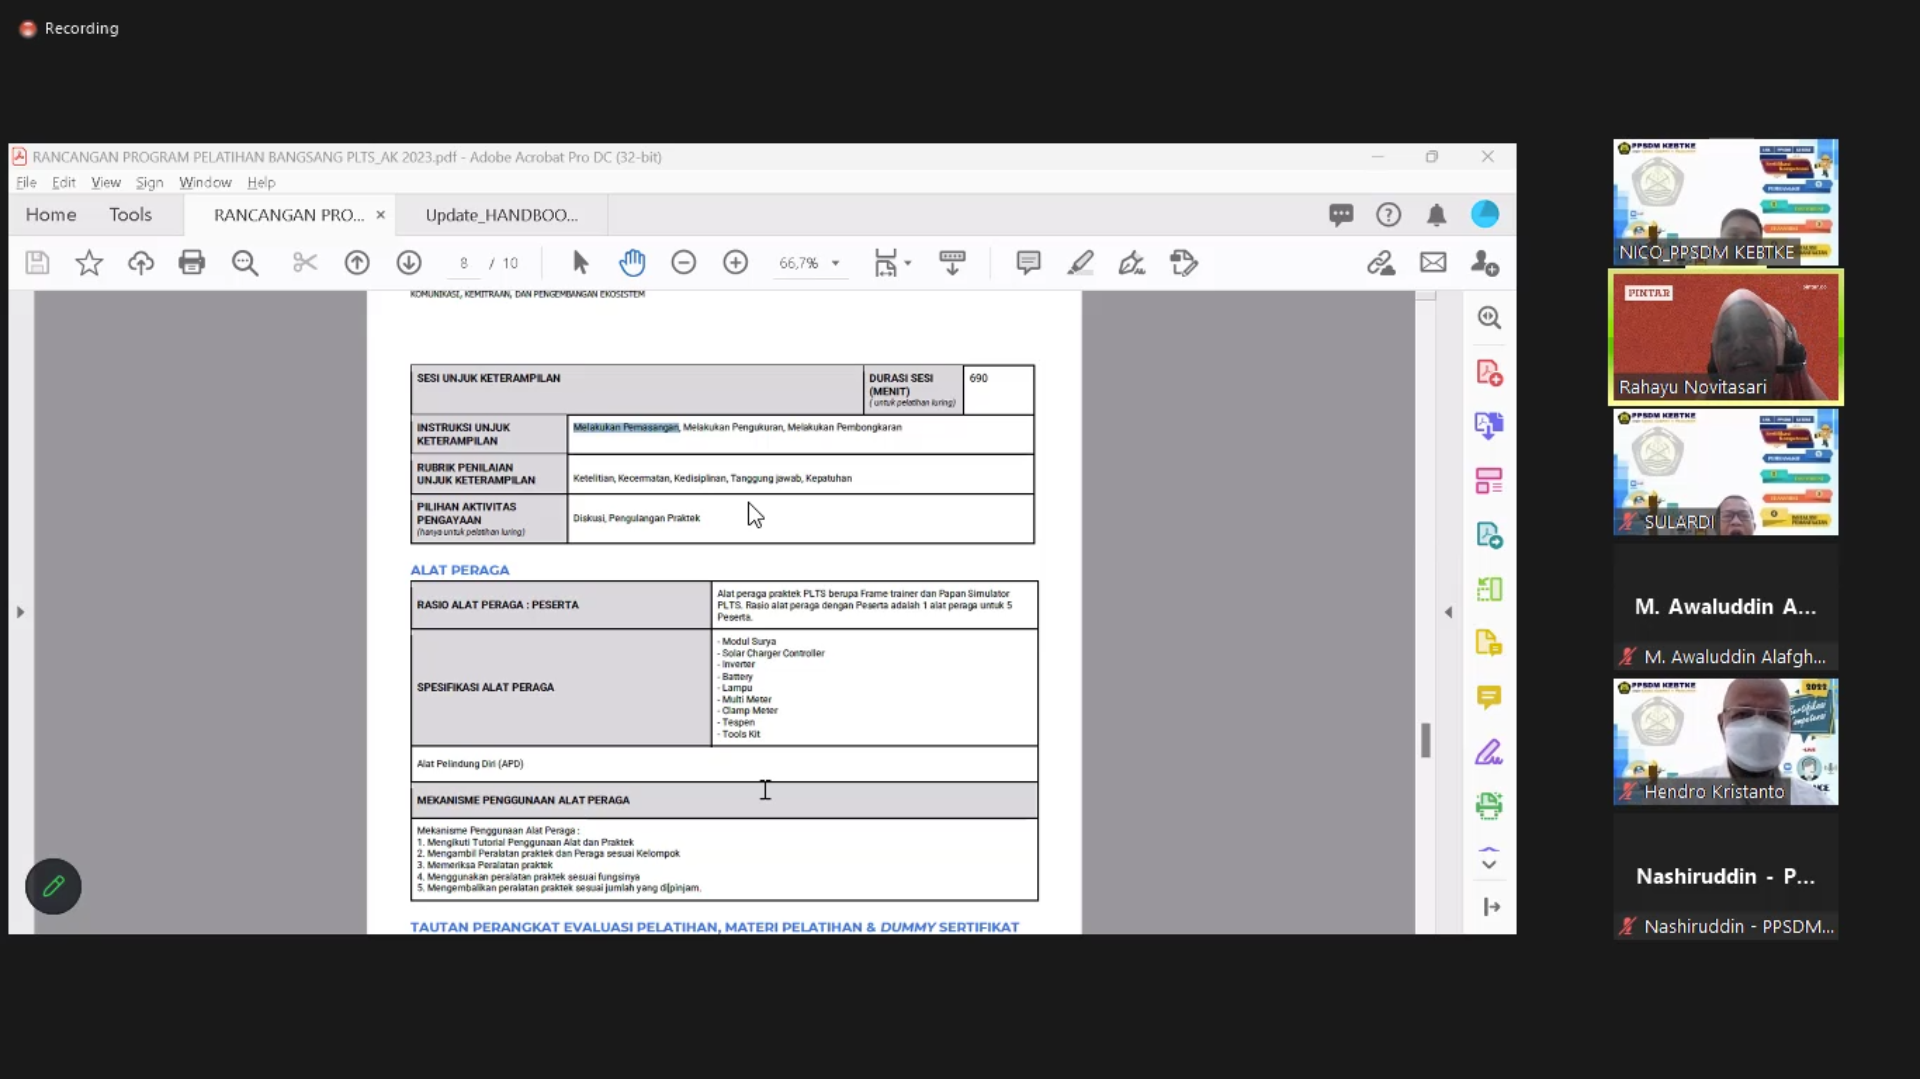 Recording
RANCANGAN PROGRAM PELATIHAN BANGSANG PLTS_AK 2023.pdf - Adobe Acrobat Pro DC (32-bit)
File Edit View Sign Window Help
Home Tools RANCANGAN PRO... × Update_HANDBOO...
8 / 10 66,7%
KOMUNIKASI, KEMITRAAN, DAN PENGEMBANGAN EKOSISTEM
SESI UNJUK KETERAMPILAN
DURASI SESI
(MENIT)
( untuk pelatihan luring)
690
INSTRUKSI UNJUK
KETERAMPILAN
Melakukan Pemasangan, Melakukan Pengukuran, Melakukan Pembongkaran
RUBRIK PENILAIAN
UNJUK KETERAMPILAN
Ketelitian, Kecermatan, Kedisiplinan, Tanggung jawab, Kepatuhan
PILIHAN AKTIVITAS
PENGAYAAN
(hanya untuk pelatihan luring)
Diskusi, Pengulangan Praktek
ALAT PERAGA
RASIO ALAT PERAGA : PESERTA
Alat peraga praktek PLTS berupa Frame trainer dan Papan Simulator
PLTS. Rasio alat peraga dengan Peserta adalah 1 alat peraga untuk 5
Peserta.
SPESIFIKASI ALAT PERAGA
- Modul Surya
- Solar Charger Controller
- Inverter
- Battery
- Lampu
- Multi Meter
- Clamp Meter
- Tespen
- Tools Kit
Alat Pelindung Diri (APD)
MEKANISME PENGGUNAAN ALAT PERAGA
Mekanisme Penggunaan Alat Peraga :
1. Mengikuti Tutorial Penggunaan Alat dan Praktek
2. Mengambil Peralatan praktek dan Peraga sesuai Kelompok
3. Memeriksa Peralatan praktek
4. Menggunakan peralatan praktek sesuai fungsinya
5. Mengembalikan peralatan praktek sesuai jumlah yang dipinjam.
TAUTAN PERANGKAT EVALUASI PELATIHAN, MATERI PELATIHAN & DUMMY SERTIFIKAT
PPSDM KEBTKE
NICO_PPSDM KEBTKE
PINTAR
Rahayu Novitasari
PPSDM KEBTKE
SULARDI
M. Awaluddin A...
M. Awaluddin Alafgh...
PPSDM KEBTKE
2022
Sertifikasi
Kompetensi
Hendro Kristanto
Nashiruddin - P...
Nashiruddin - PPSDM...